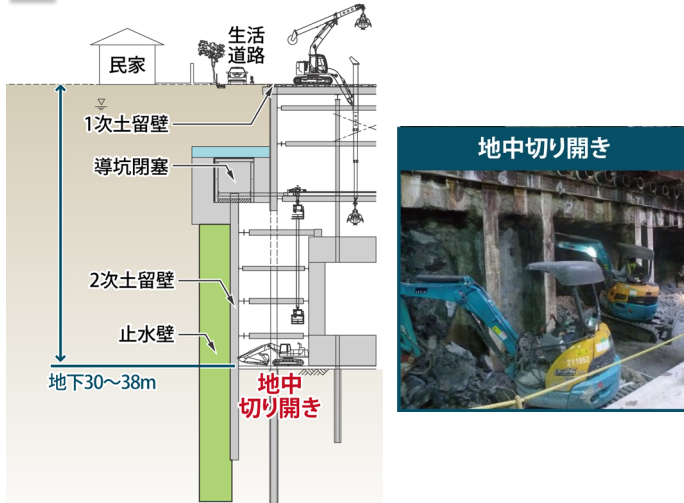 民家
生活
道路
1次土留壁
導坑閉塞
2次土留壁
止水壁
地下30〜38m
地中
切り開き
地中切り開き